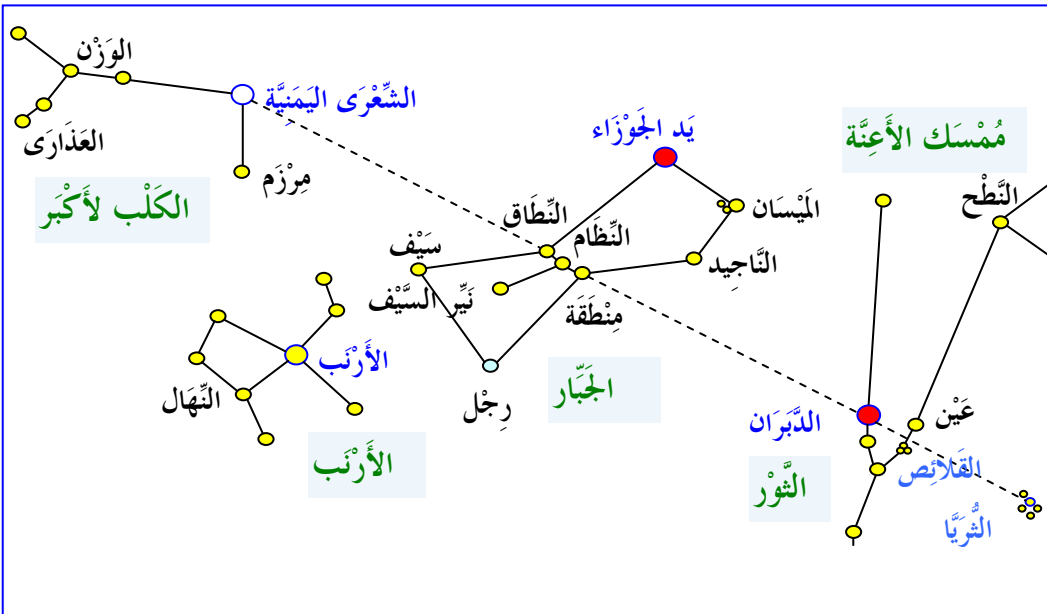 الوَزْن
العَذَارَى
الشِّعْرَى اليَمَنِيَّة
مِرْزَم
الكَلْب لأَكْبَر
يَد الجَوْزَاء
مُمْسَك الأَعِنَّة
النَّطْح
المَيْسَان
النَّاجِيد
النِّطَاق
النِّظَام
سَيْف
نَيِّر السَّيْف
مِنْطَقَة
الجَبَّار
رِجْل
الأَرْنَب
النِّهَال
الأَرْنَب
الدَّبَرَان
الثَّوْر
عَيْن
القَلائِص
الثُّرَيَّا